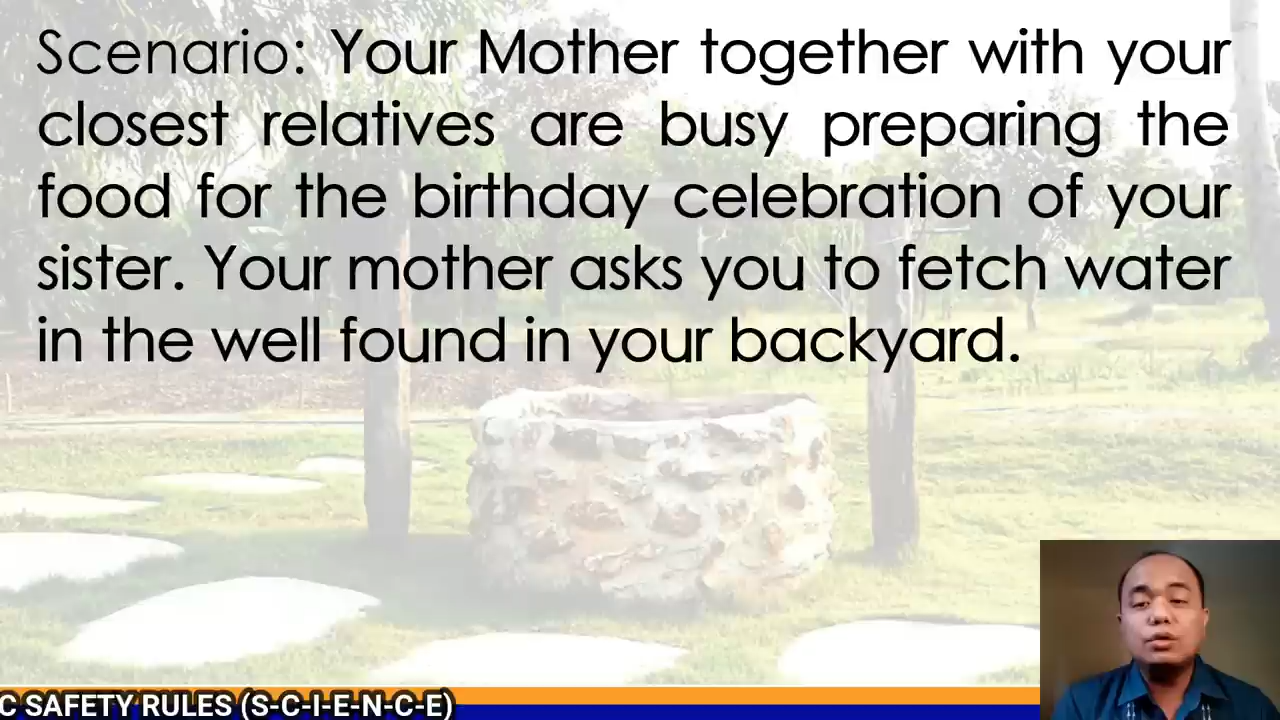 Scenario: Your Mother together with your
closest relatives are busy preparing the
food for the birthday celebration of your
sister. Your mother asks you to fetch water
in the well found in your backyard.
C SAFETY RULES (S-C-I-E-N-C-E)